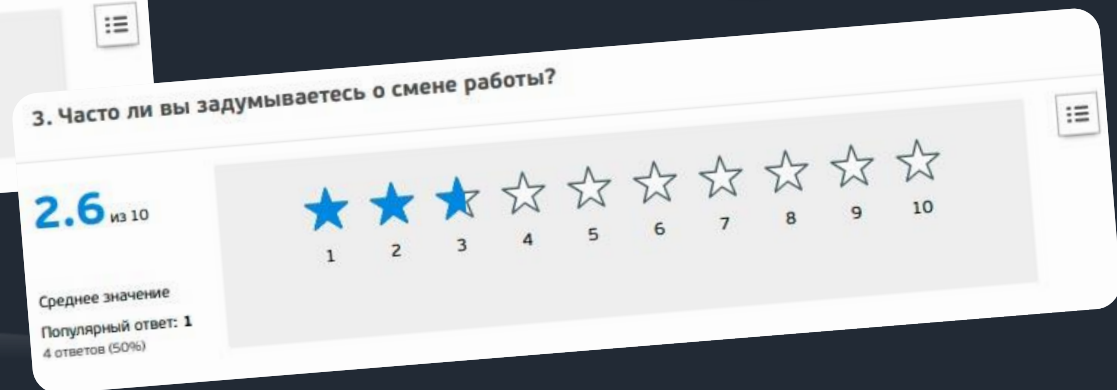 3. Часто ли вы задумываетесь о смене работы?
2.6 из 10
1 2 3 4 5 6 7 8 9 10
Среднее значение
Популярный ответ: 1
4 ответов (50%)